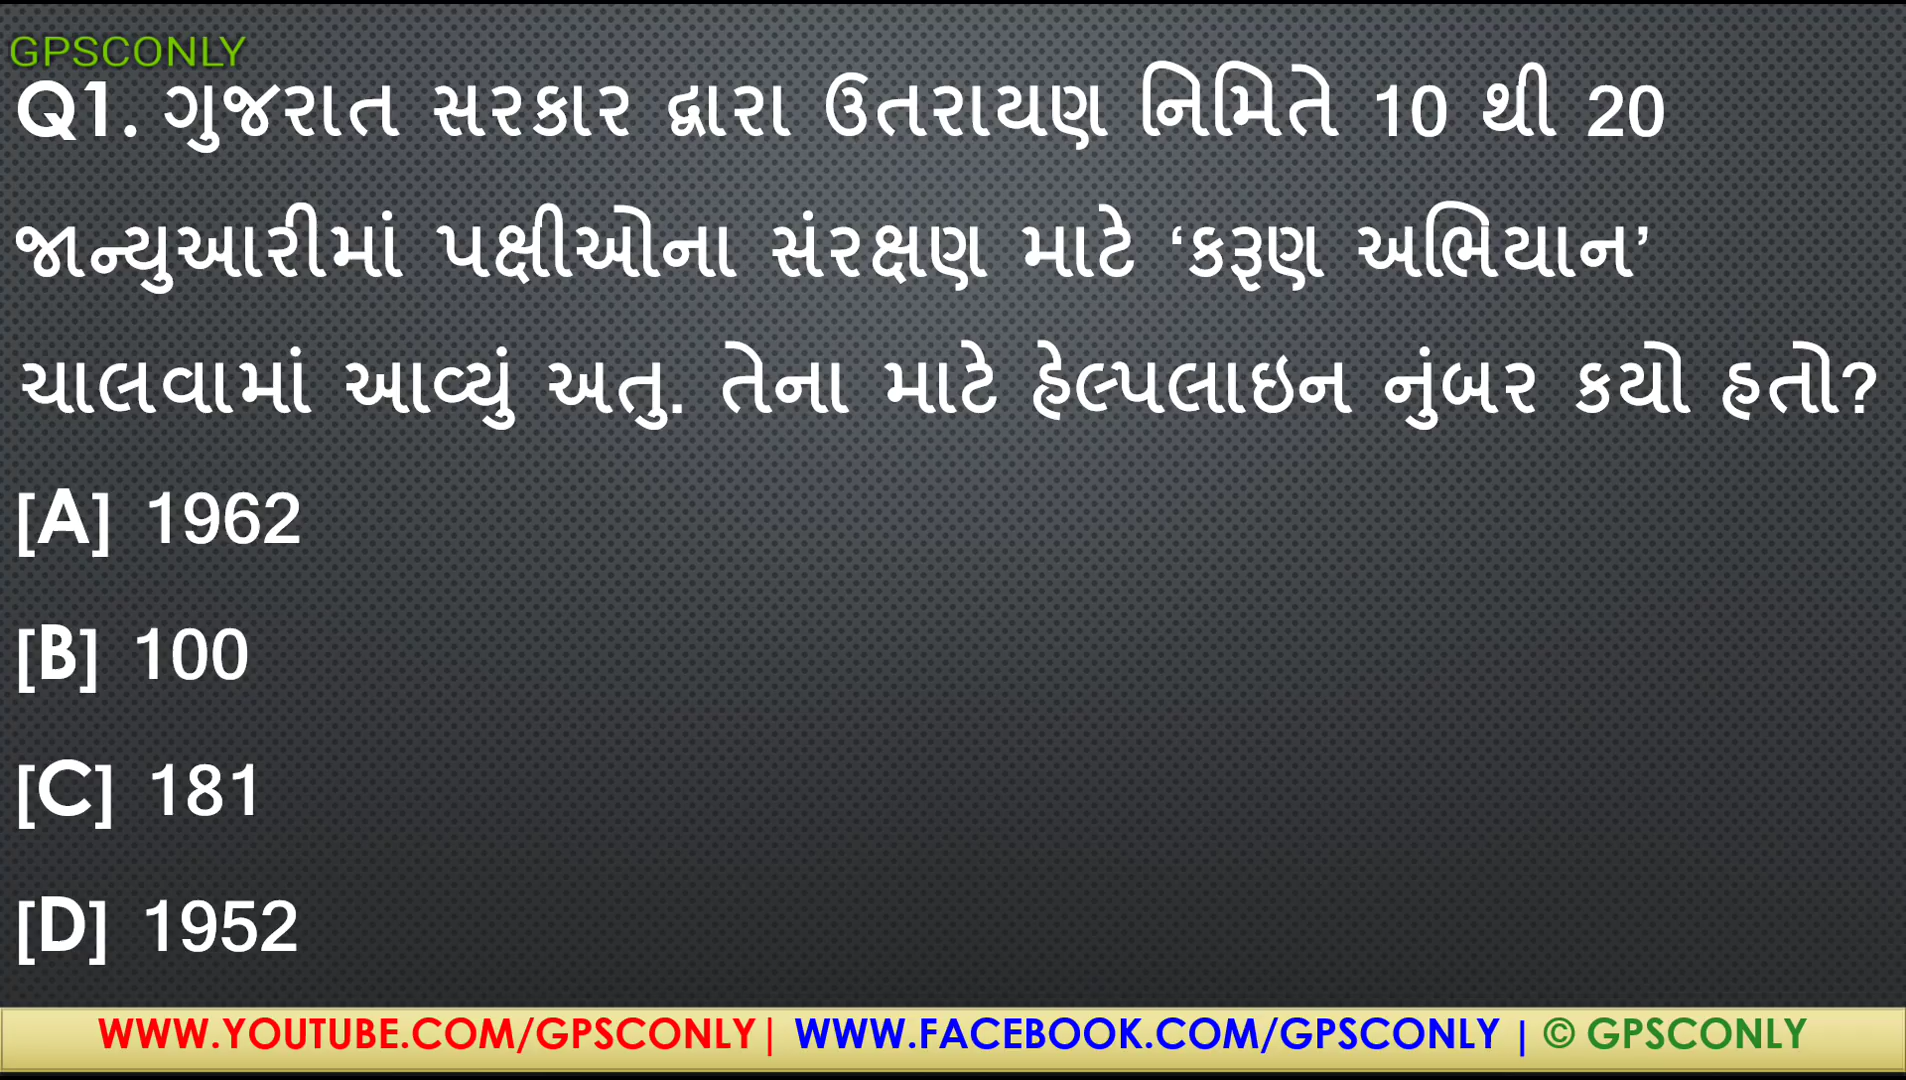 GPSCONLY
Q1. ગુજરાત સરકાર દ્વારા ઉતરાયણ નિમિતે 10 થી 20
જાન્યુઆરીમાં પક્ષીઓના સંરક્ષણ માટે ‘કરૂણ અભિયાન’
ચાલવામાં આવ્યું અતુ. તેના માટે હેલ્પલાઇન નુંબર કયો હતો?
[A] 1962
[B] 100
[C] 181
[D] 1952
WWW.YOUTUBE.COM/GPSCONLY| WWW.FACEBOOK.COM/GPSCONLY | © GPSCONLY